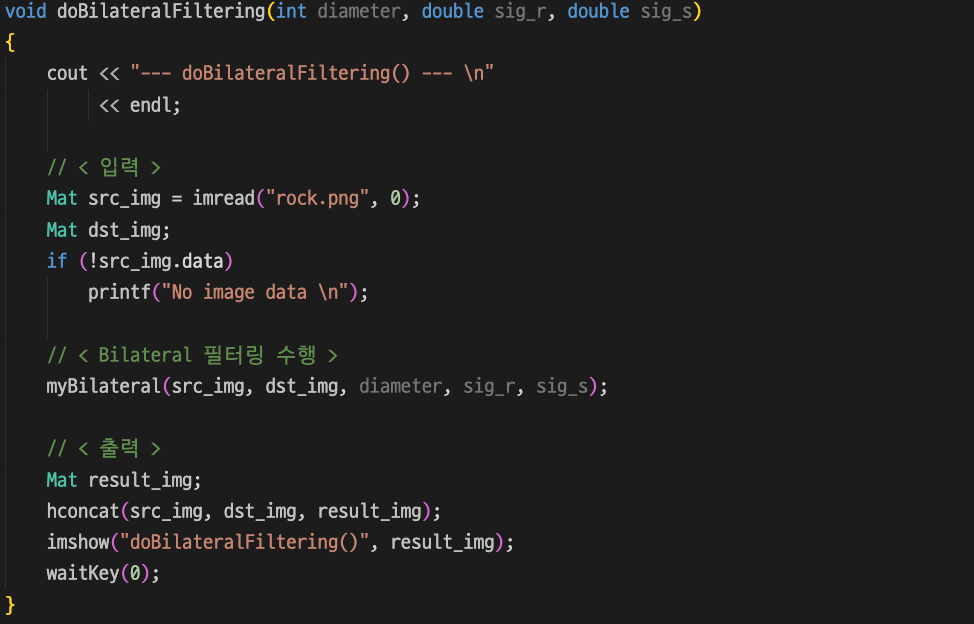 void doBilateralFiltering(int diameter, double sig_r, double sig_s)
{
    cout << "--- doBilateralFiltering() --- \n"
         << endl;

    // < 입력 >
    Mat src_img = imread("rock.png", 0);
    Mat dst_img;
    if (!src_img.data)
        printf("No image data \n");

    // < Bilateral 필터링 수행 >
    myBilateral(src_img, dst_img, diameter, sig_r, sig_s);

    // < 출력 >
    Mat result_img;
    hconcat(src_img, dst_img, result_img);
    imshow("doBilateralFiltering()", result_img);
    waitKey(0);
}